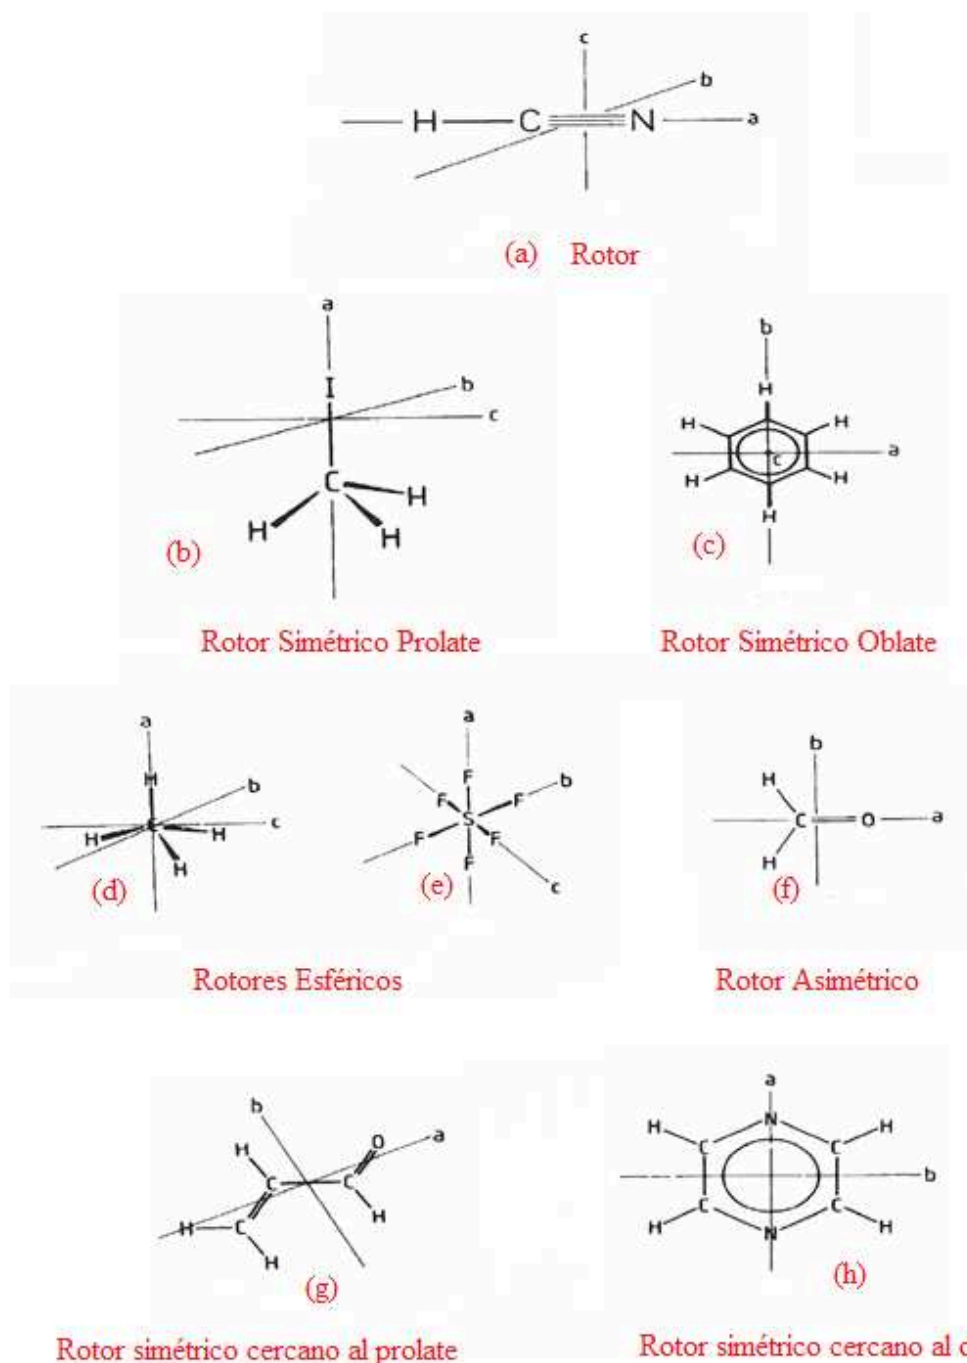 c
b
H C N a
(a) Rotor
a
I
b
c
C
H H H
(b)
Rotor Simétrico Prolate
b
H
H H
a
c
H H
H
(c)
Rotor Simétrico Oblate
a
H
b
c
C
H H
H
(d)
a
F
b
F F
S
F F
F
c
(e)
Rotores Esféricos
b
H
C O a
H
(f)
Rotor Asimétrico
b
O
a
H
C C
H
H C
H
(g)
Rotor simétrico cercano al prolate
a
N
H H
C C
b
C C
H H
N
(h)
Rotor simétrico cercano al